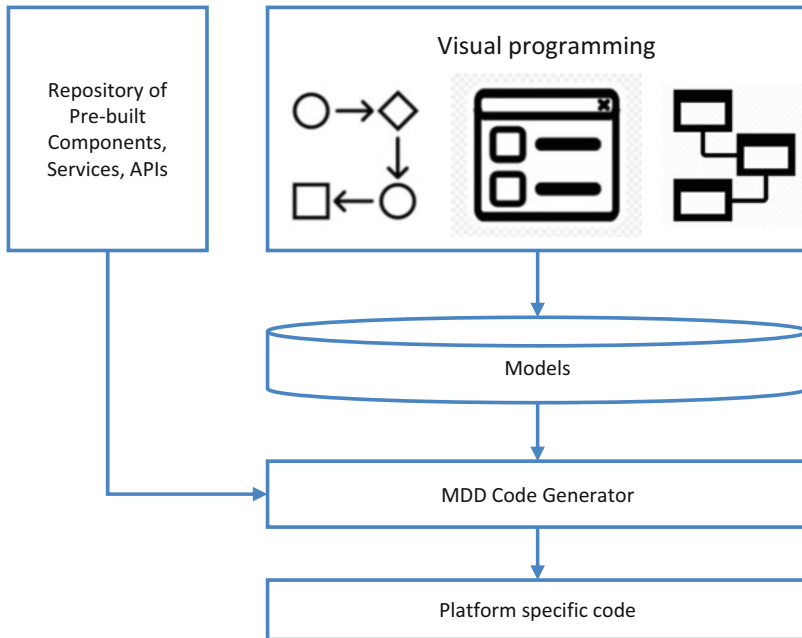 Repository of
Pre-built
Components,
Services, APIs
Visual programming
Models
MDD Code Generator
Platform specific code